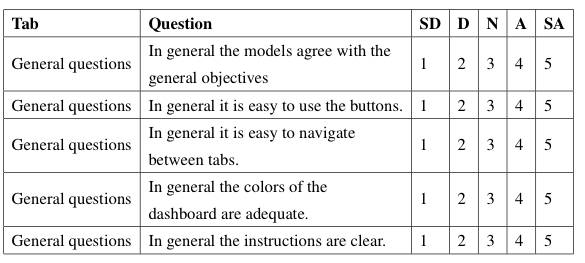 Tab Question SD D N A SA
In general the models agree with the
General questions 1 2 3 4 5
general objectives
General questions In general it is easy to use the buttons. 1 2 3 4 5
In general it is easy to navigate
General questions 1 2 3 4 5
between tabs.
In general the colors of the
General questions 1 2 3 4 5
dashboard are adequate.
General questions In general the instructions are clear. 1 2 3 4 5